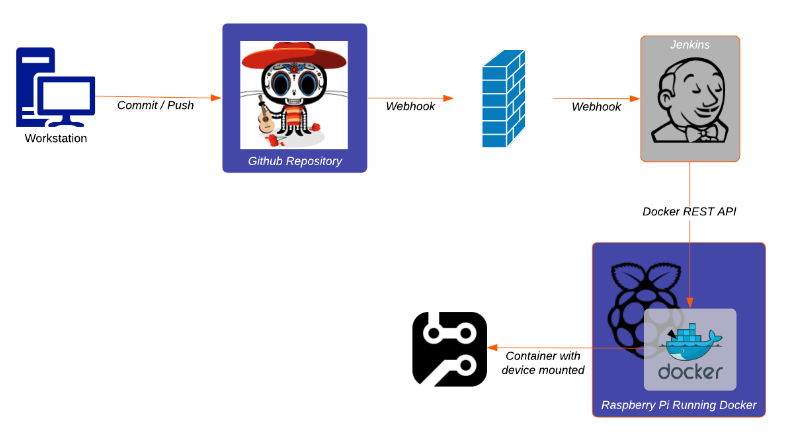 Jenkins
Commit / Push
Webhook
Webhook
Workstation
Github Repository
Docker REST API
Container with
device mounted
docker
Raspberry Pi Running Docker